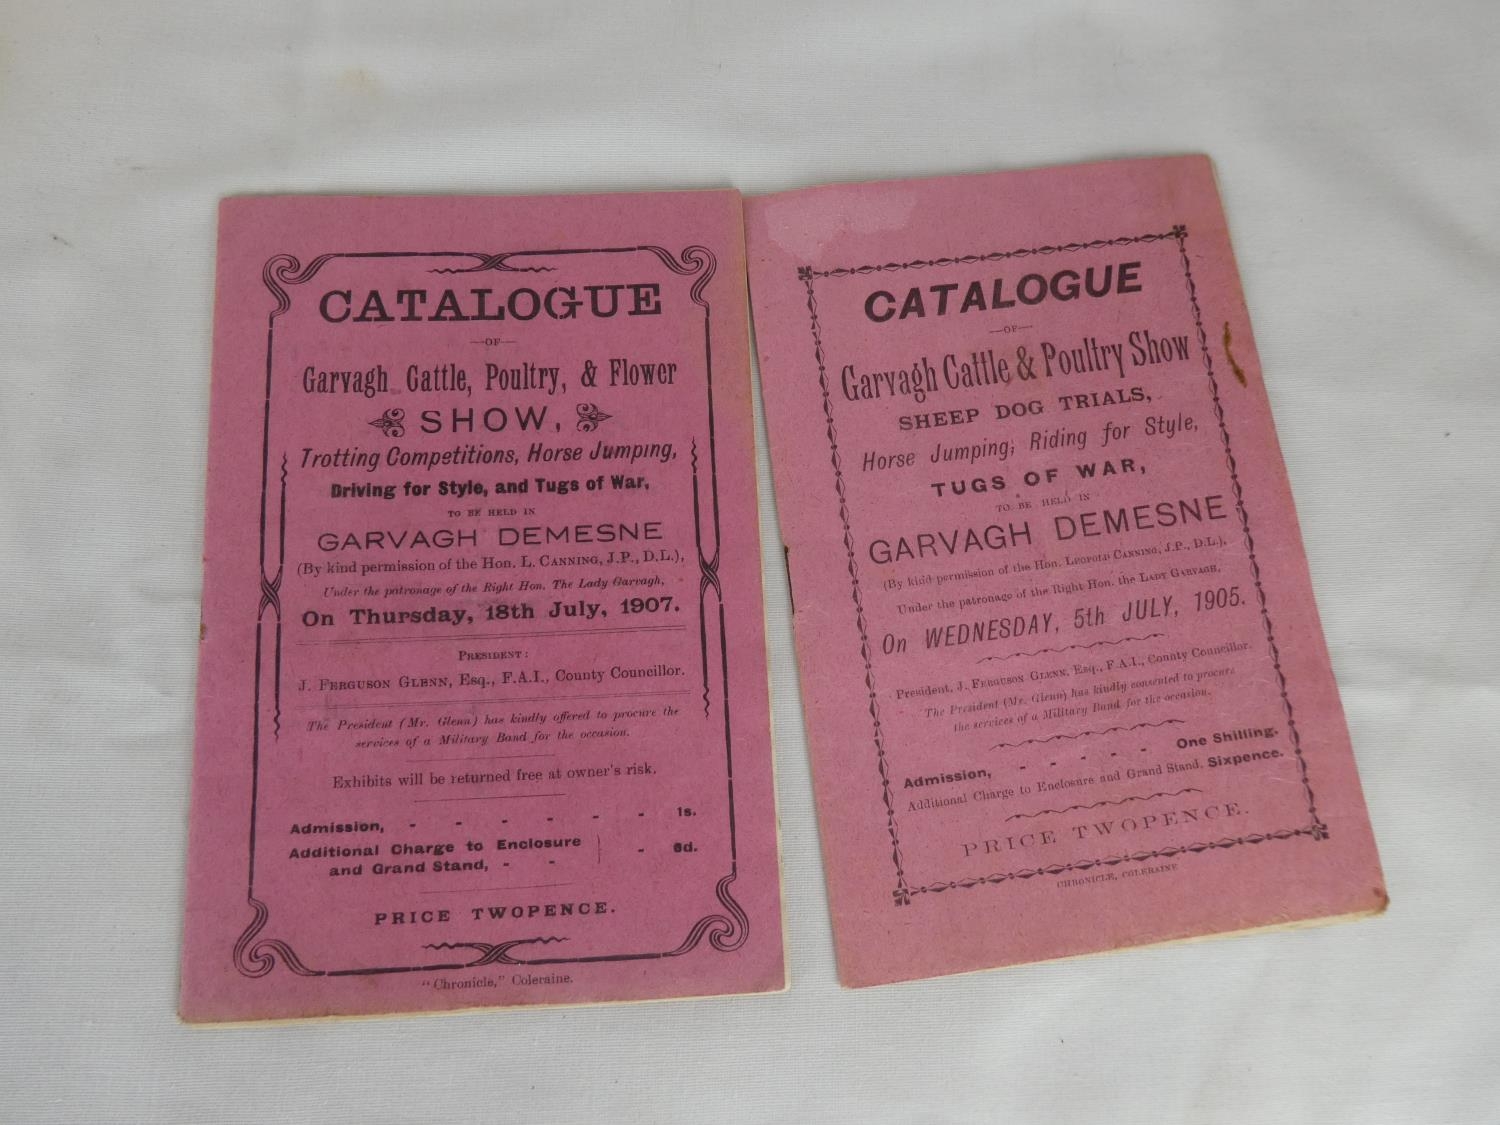 CATALOGUE
—OF—
Garvagh Cattle, Poultry, & Flower
SHOW,
Trotting Competitions, Horse Jumping,
Driving for Style, and Tugs of War,
TO BE HELD IN
GARVAGH DEMESNE
(By kind permission of the Hon. L. Canning, J.P., D.L.),
Under the patronage of the Right Hon. The Lady Garvagh,
On Thursday, 18th July, 1907.
President:
J. Ferguson Glenn, Esq., F.A.I., County Councillor.
The President (Mr. Glenn) has kindly offered to procure the
services of a Military Band for the occasion.
Exhibits will be returned free at owner's risk.
Admission, - - - - - - 1s.
Additional Charge to Enclosure
and Grand Stand, - - - 6d.
PRICE TWOPENCE.
"Chronicle," Coleraine.
CATALOGUE
—OF—
Garvagh Cattle & Poultry Show
SHEEP DOG TRIALS,
Horse Jumping, Riding for Style,
TUGS OF WAR,
TO BE HELD IN
GARVAGH DEMESNE
(By kind permission of the Hon. Leopold Canning, J.P., D.L.),
Under the patronage of the Right Hon. the Lady Garvagh,
On WEDNESDAY, 5th JULY, 1905.
President, J. Ferguson Glenn, Esq., F.A.I., County Councillor.
The President (Mr. Glenn) has kindly consented to procure
the services of a Military Band for the occasion.
Admission, - - - - - One Shilling.
Additional Charge to Enclosure and Grand Stand, Sixpence.
PRICE TWOPENCE.
CHRONICLE, COLERAINE